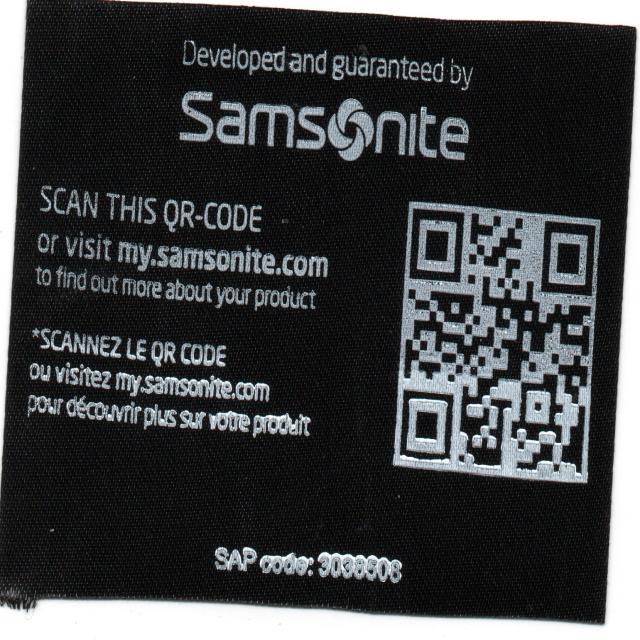 Developed and guaranteed by
Samsonite
SCAN THIS QR-CODE
or visit my.samsonite.com
to find out more about your product
*SCANNEZ LE QR CODE
ou visitez my.samsonite.com
pour découvrir plus sur votre produit
SAP code: 3038508